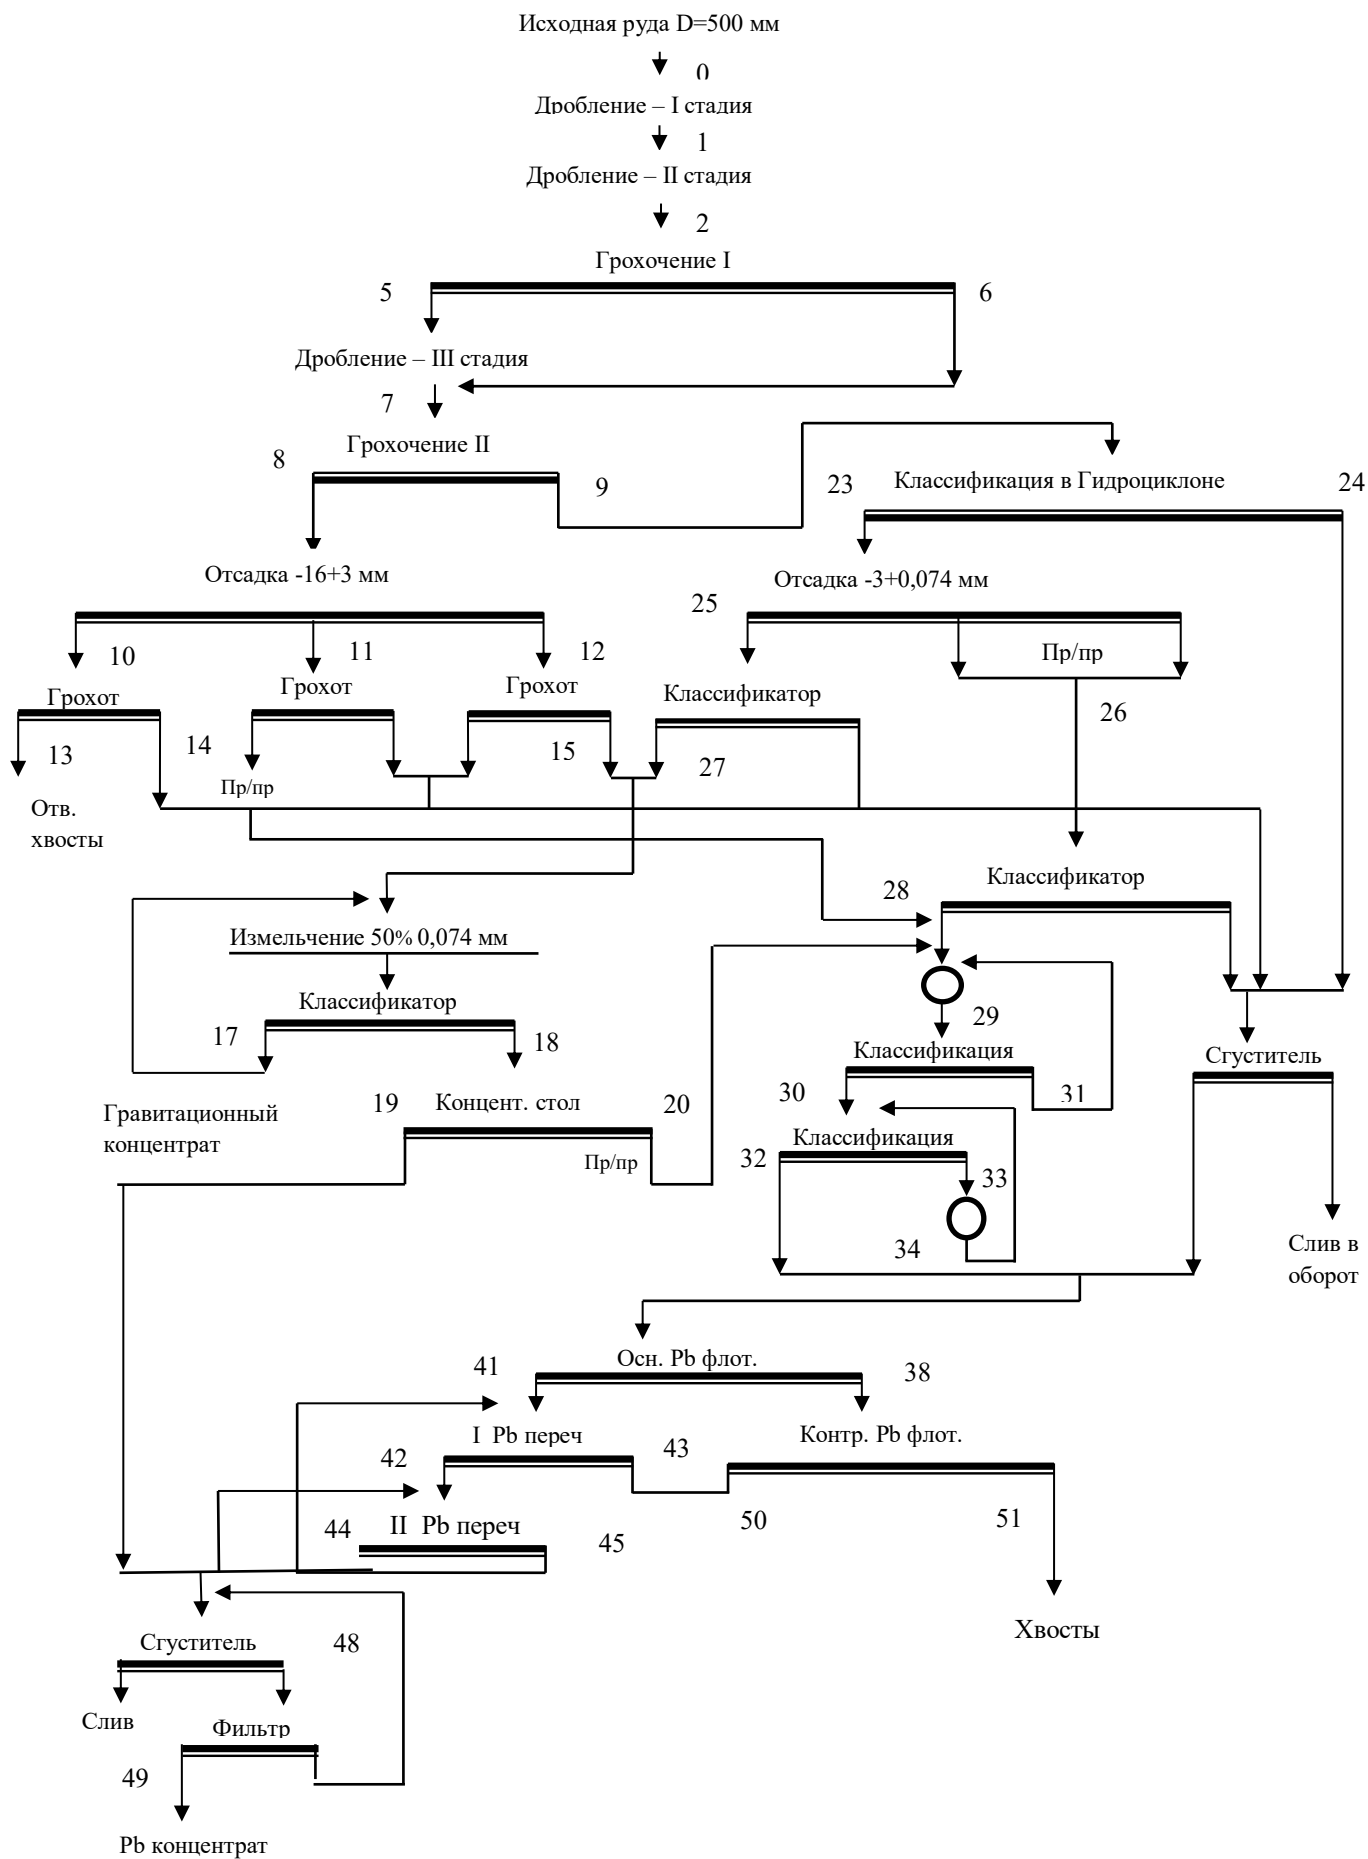 Исходная руда D=500 мм
0
Дробление – I стадия
1
Дробление – II стадия
2
Грохочение I
5
6
Дробление – III стадия
7
Грохочение II
8
9
23
Классификация в Гидроциклоне
24
Отсадка -16+3 мм
Отсадка -3+0,074 мм
25
10
11
12
Пр/пр
Грохот
Грохот
Грохот
Классификатор
26
13
14
15
27
Пр/пр
Отв.
хвосты
28
Классификатор
Измельчение 50% 0,074 мм
Классификатор
17
18
29
Классификация
Сгуститель
Гравитационный
концентрат
19
Концент. стол
20
30
31
Пр/пр
32
Классификация
33
34
Слив в
оборот
41
Осн. Pb флот.
38
I Pb переч
Контр. Pb флот.
42
43
44
II Pb переч
45
50
51
Хвосты
Сгуститель
48
Слив
Фильтр
49
Pb концентрат